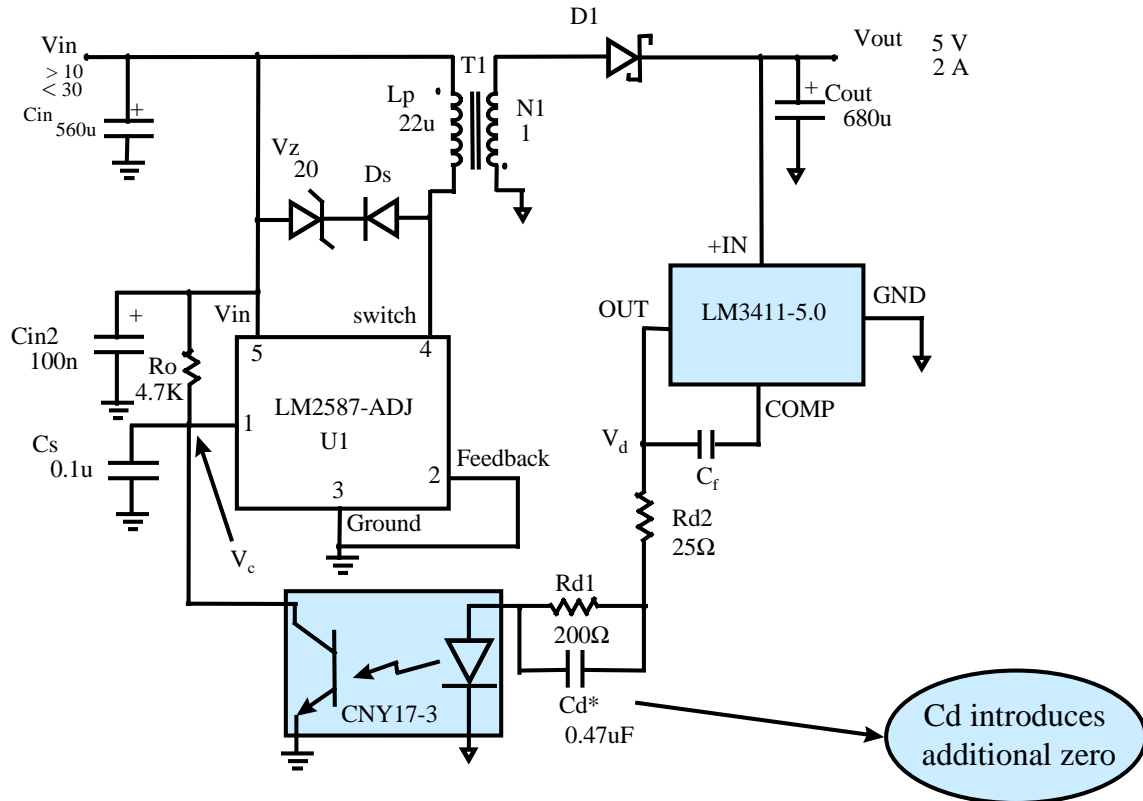 D1
Vin
> 10
< 30
Cin
560u
+
T1
Lp
22u
N1
1
Vout
5 V
2 A
+
Cout
680u
Vz
20
Ds
+IN
OUT
LM3411-5.0
GND
COMP
Cin2
100n
+
Ro
4.7K
Vin
switch
5
4
LM2587-ADJ
U1
1
2
3
Feedback
Ground
Cs
0.1u
Vc
Vd
Cf
Rd2
25Ω
Rd1
200Ω
Cd*
0.47uF
CNY17-3
Cd introduces
additional zero